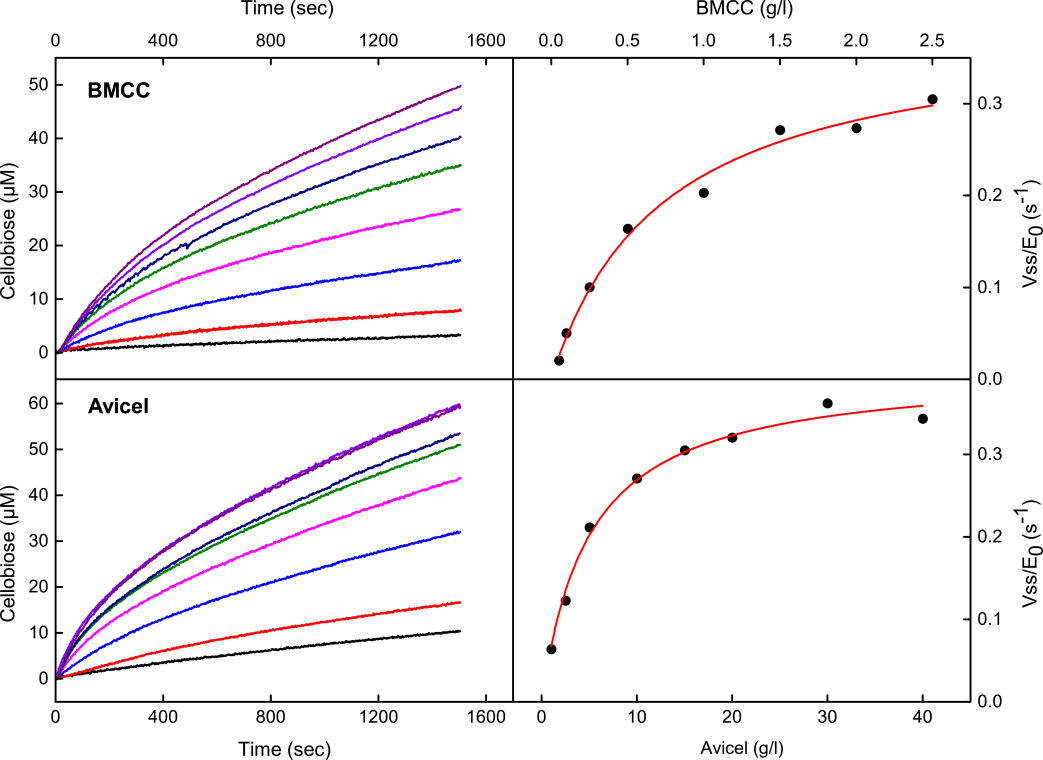 Time (sec)
BMCC (g/l)
0 400 800 1200 1600
0.0 0.5 1.0 1.5 2.0 2.5
BMCC
50
40
30
20
10
0
Cellobiose (µM)
0.3
0.2
0.1
0.0
Vss/E0 (s-1)
Avicel
60
50
40
30
20
10
0
Cellobiose (µM)
0.3
0.2
0.1
0.0
Vss/E0 (s-1)
0 400 800 1200 1600
0 10 20 30 40
Time (sec)
Avicel (g/l)